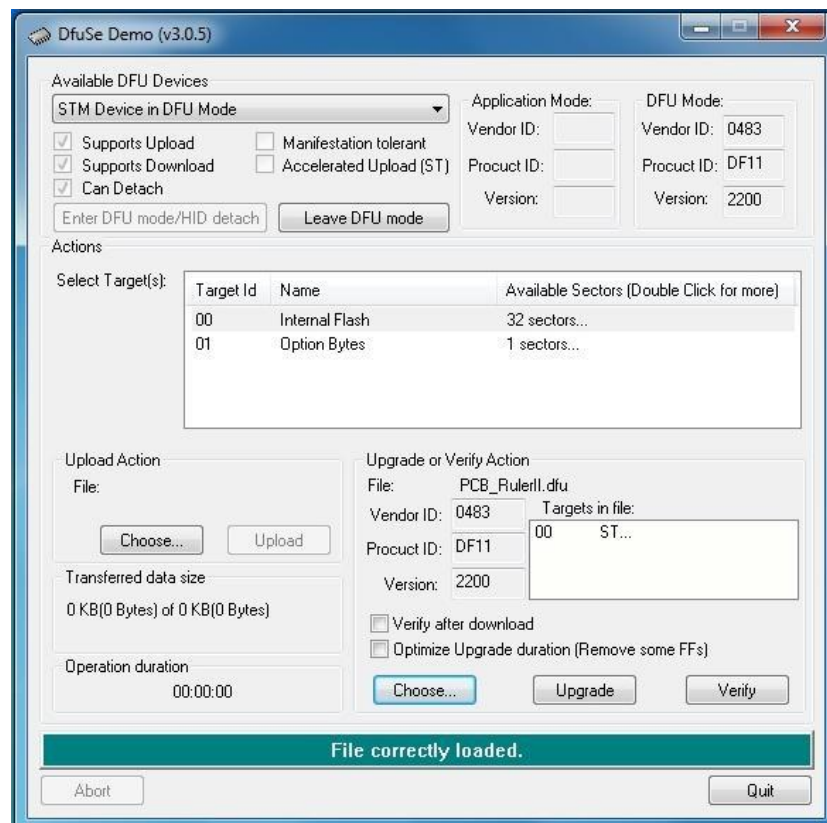 DfuSe Demo (v3.0.5)
Available DFU Devices
STM Device in DFU Mode
Supports Upload
Manifestation tolerant
Supports Download
Accelerated Upload (ST)
Can Detach
Enter DFU mode/HID detach
Leave DFU mode
Application Mode:
Vendor ID:
Procuct ID:
Version:
DFU Mode:
Vendor ID: 0483
Procuct ID: DF11
Version: 2200
Actions
Select Target(s):
Target Id Name Available Sectors (Double Click for more)
00 Internal Flash 32 sectors...
01 Option Bytes 1 sectors...
Upload Action
File:
Choose... Upload
Transferred data size
0 KB(0 Bytes) of 0 KB(0 Bytes)
Operation duration
00:00:00
Upgrade or Verify Action
File: PCB_RulerII.dfu
Vendor ID: 0483
Procuct ID: DF11
Version: 2200
Targets in file:
00 ST...
Verify after download
Optimize Upgrade duration (Remove some FFs)
Choose... Upgrade Verify
File correctly loaded.
Abort Quit